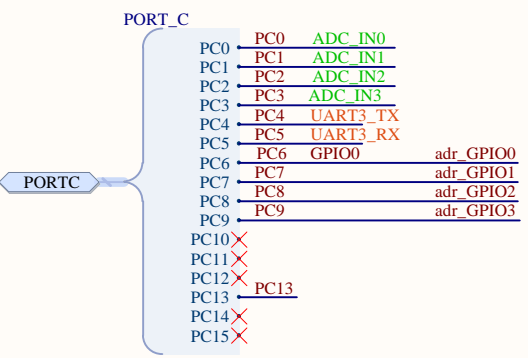 PORT_C
PC0 PC0 ADC_IN0
PC1 PC1 ADC_IN1
PC2 PC2 ADC_IN2
PC3 PC3 ADC_IN3
PC4 PC4 UART3_TX
PC5 PC5 UART3_RX
PC6 PC6 GPIO0 adr_GPIO0
PORTC PC7 PC7 adr_GPIO1
PC8 PC8 adr_GPIO2
PC9 PC9 adr_GPIO3
PC10
PC11
PC12
PC13 PC13
PC14
PC15